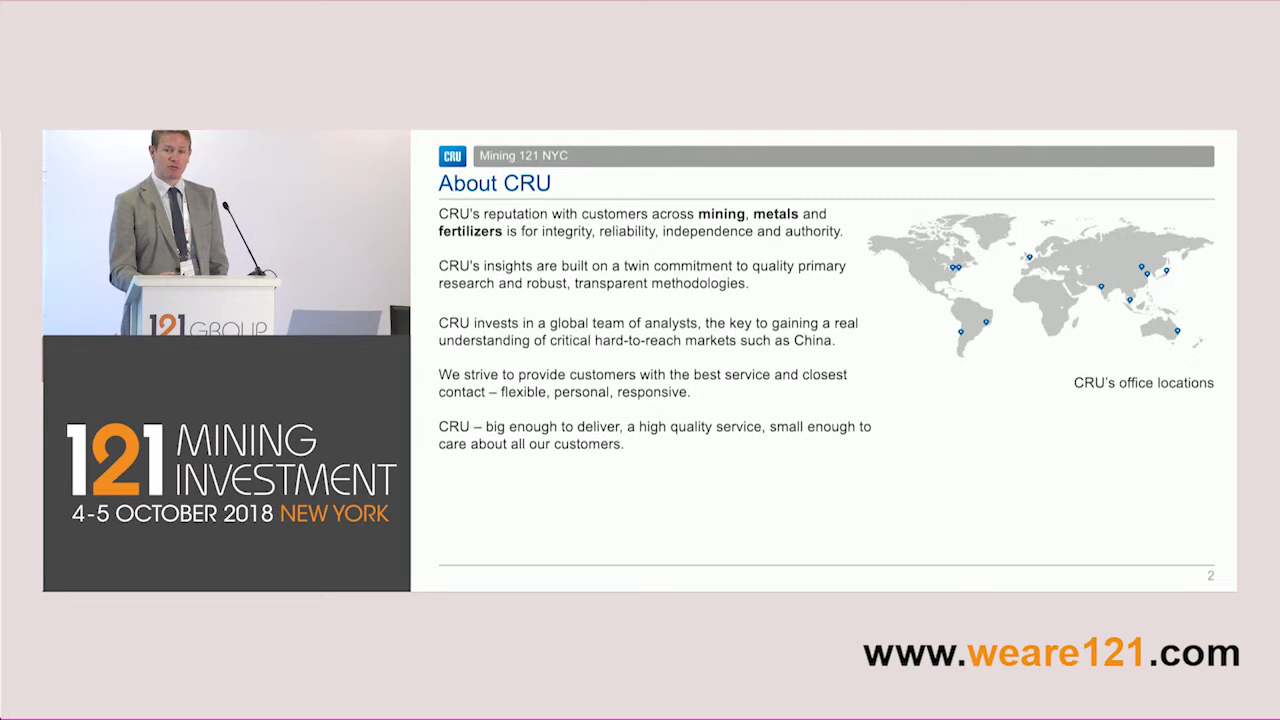 121 GROUP
121 MINING
INVESTMENT
4-5 OCTOBER 2018 NEW YORK
CRU
Mining 121 NYC
About CRU
CRU's reputation with customers across mining, metals and
fertilizers is for integrity, reliability, independence and authority.
CRU's insights are built on a twin commitment to quality primary
research and robust, transparent methodologies.
CRU invests in a global team of analysts, the key to gaining a real
understanding of critical hard-to-reach markets such as China.
We strive to provide customers with the best service and closest
contact – flexible, personal, responsive.
CRU – big enough to deliver, a high quality service, small enough to
care about all our customers.
CRU's office locations
2
www.weare121.com